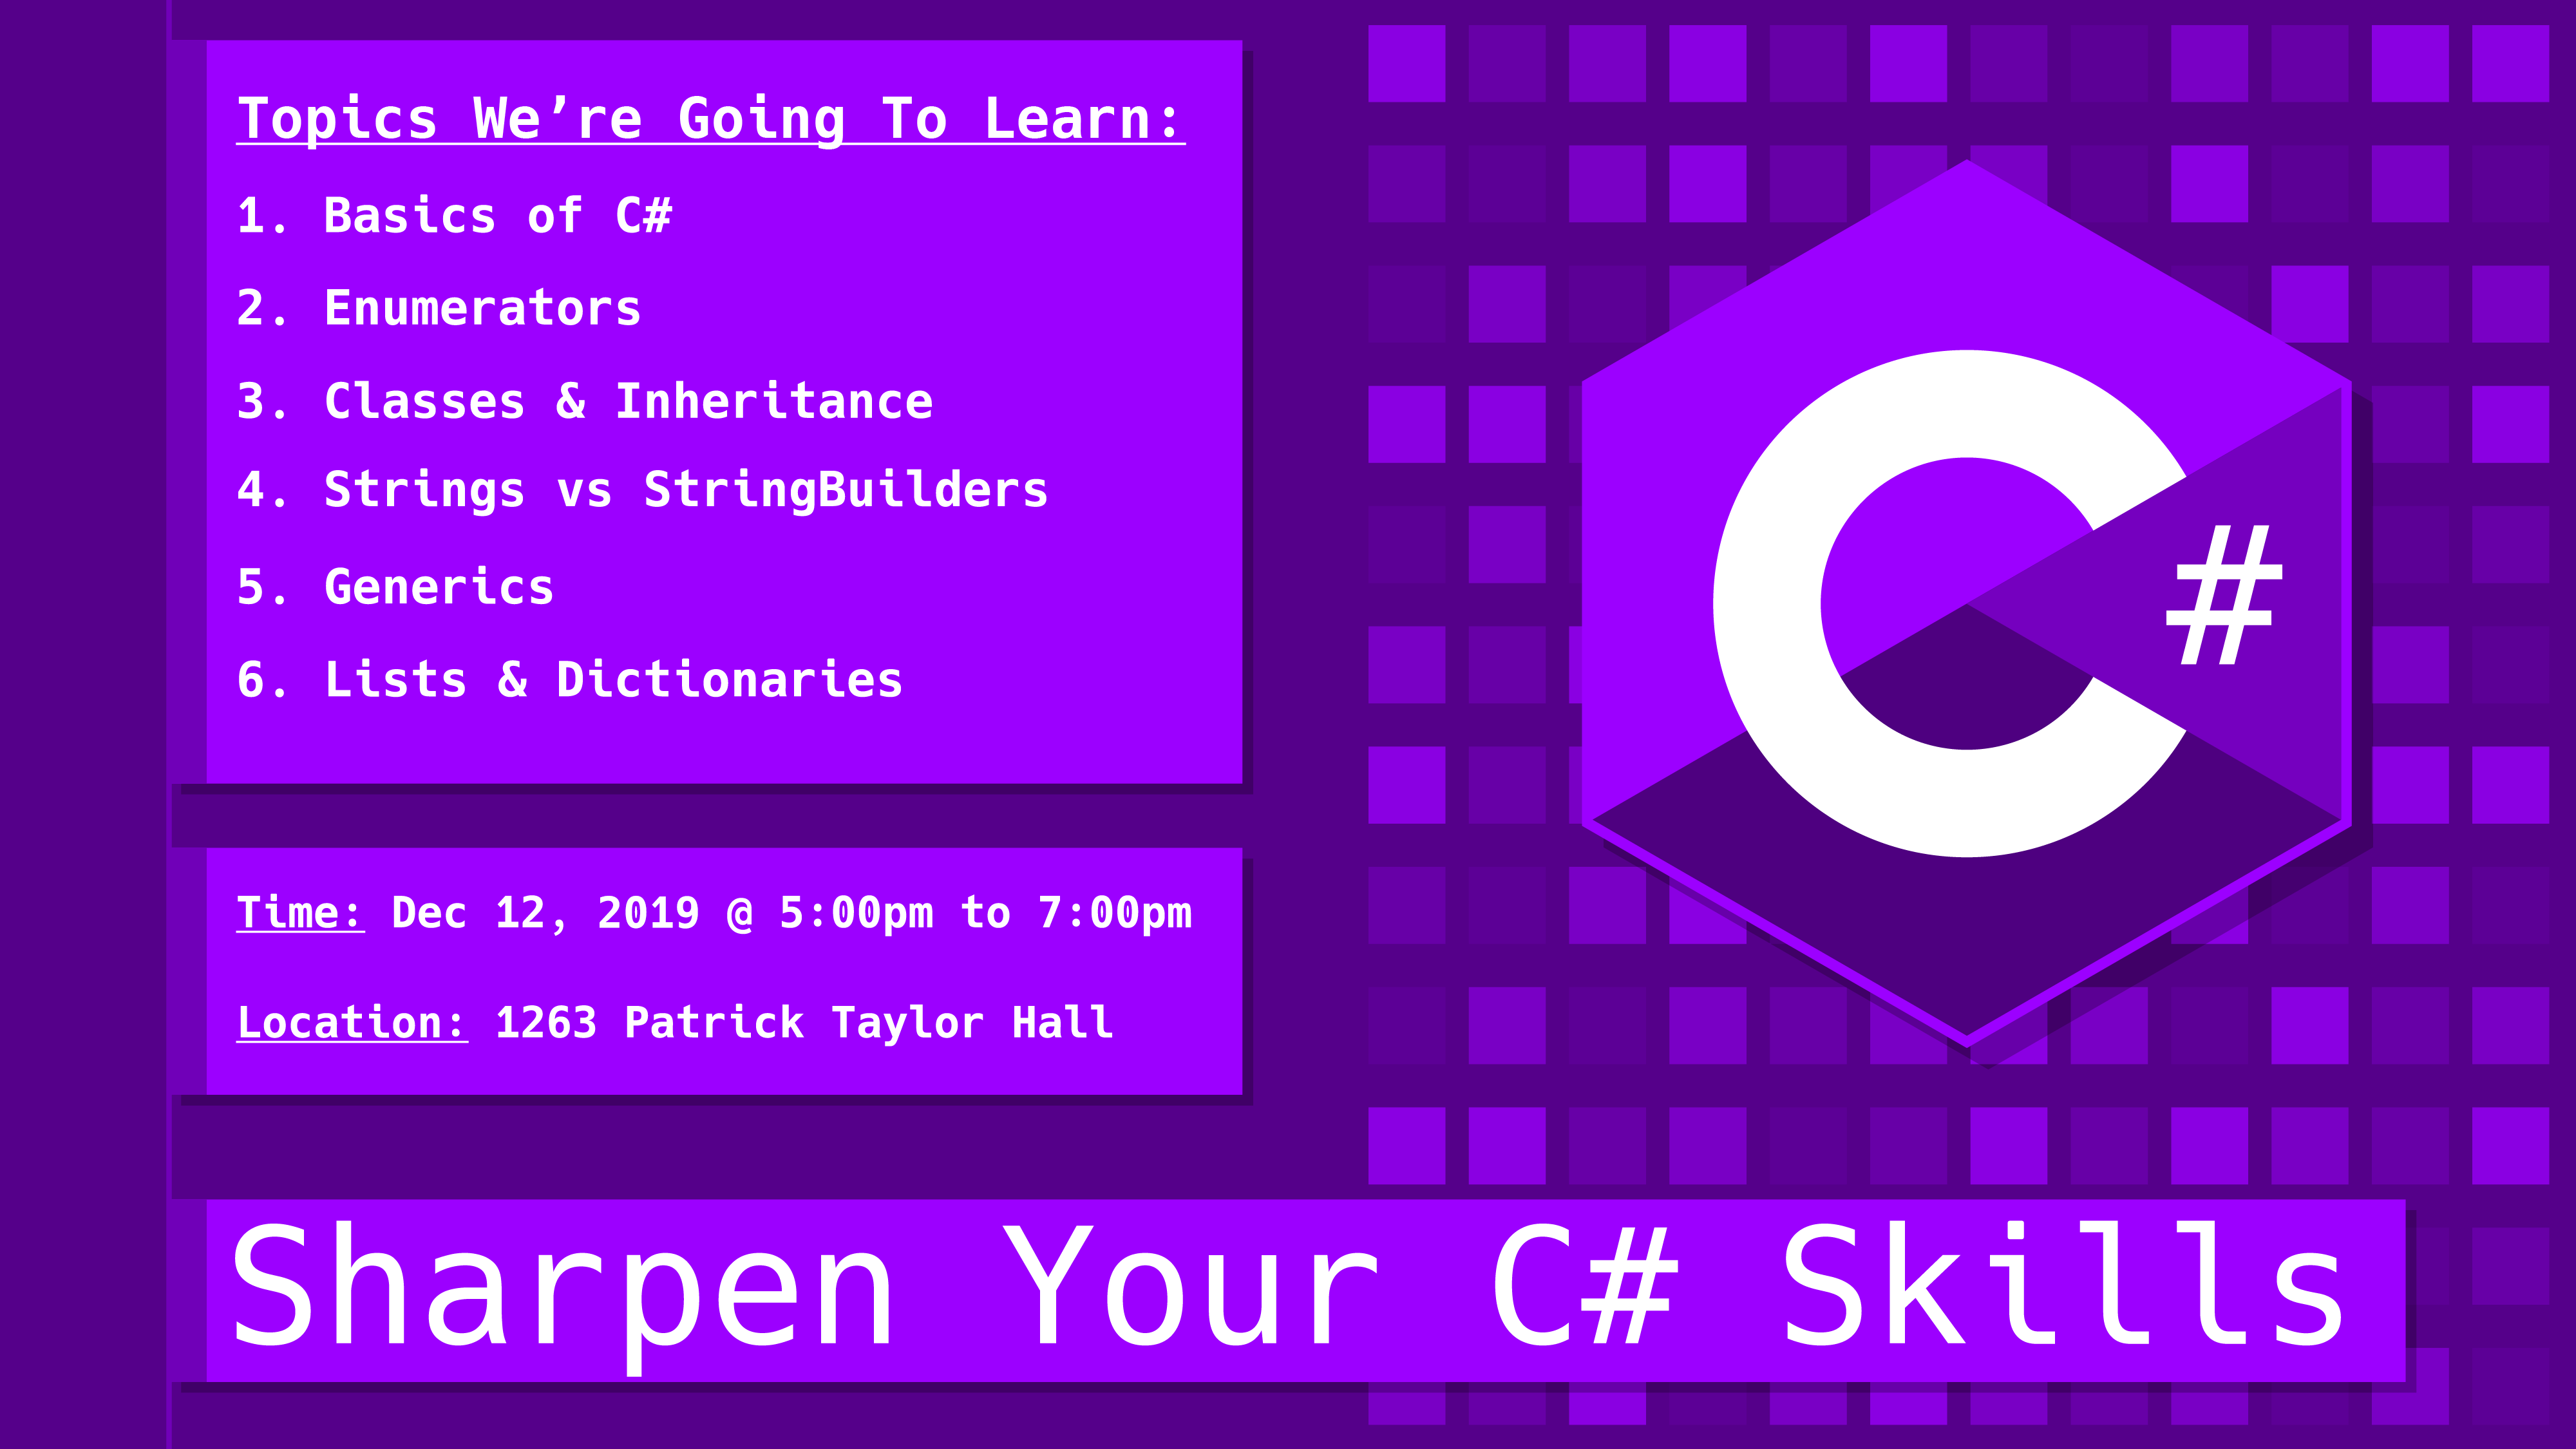 Topics We’re Going To Learn:
1. Basics of C#
2. Enumerators
3. Classes & Inheritance
4. Strings vs StringBuilders
5. Generics
6. Lists & Dictionaries
C#
Time: Dec 12, 2019 @ 5:00pm to 7:00pm
Location: 1263 Patrick Taylor Hall
Sharpen Your C# Skills